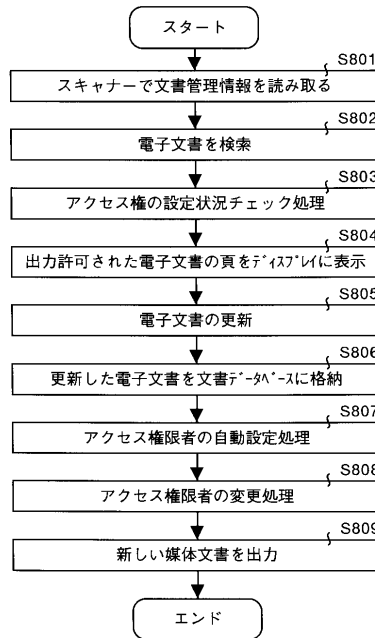 スタート
S801
スキャナーで文書管理情報を読み取る
S802
電子文書を検索
S803
アクセス権の設定状況チェック処理
S804
出力許可された電子文書の頁をﾃﾞｨｽﾌﾟﾚｲに表示
S805
電子文書の更新
S806
更新した電子文書を文書ﾃﾞｰﾀﾍﾞｰｽに格納
S807
アクセス権限者の自動設定処理
S808
アクセス権限者の変更処理
S809
新しい媒体文書を出力
エンド